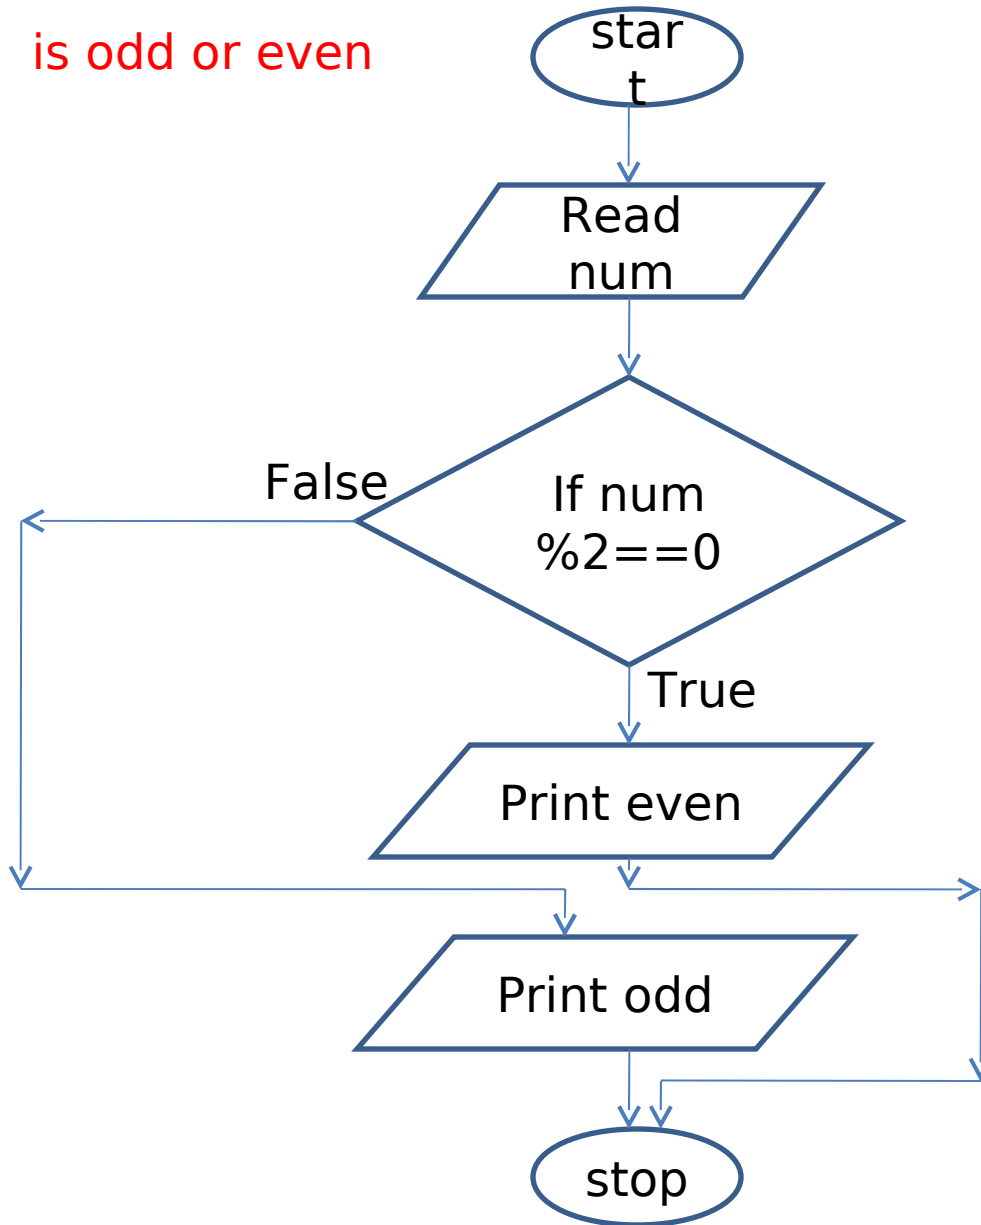 is odd or even
star
t
Read
num
False
If num
%2==0
True
Print even
Print odd
stop